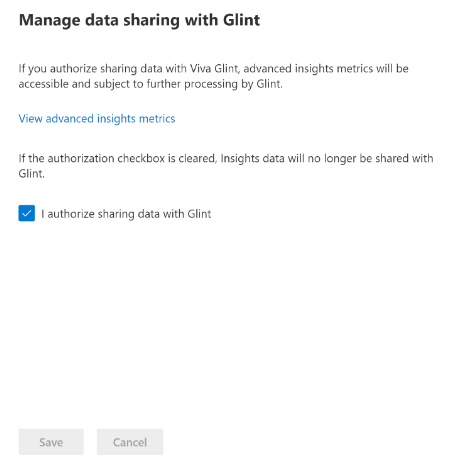 Manage data sharing with Glint
If you authorize sharing data with Viva Glint, advanced insights metrics will be
accessible and subject to further processing by Glint.
View advanced insights metrics
If the authorization checkbox is cleared, Insights data will no longer be shared with
Glint.
I authorize sharing data with Glint
Save Cancel